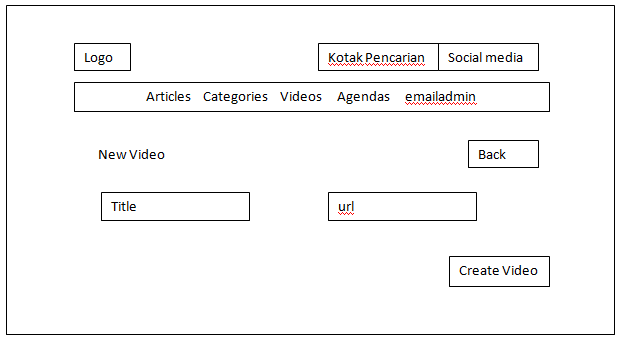 Logo Kotak Pencarian Social media
Articles Categories Videos Agendas emailadmin
New Video Back
Title url
Create Video